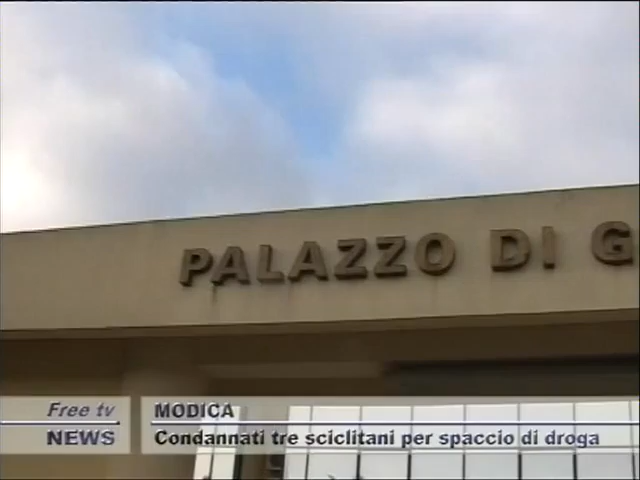 PALAZZO DI G
Free tv
NEWS
MODICA
Condannati tre sciclitani per spaccio di droga